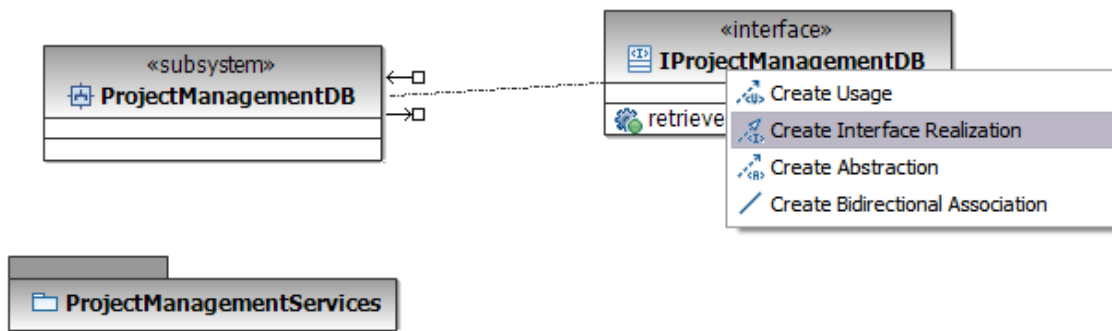 «subsystem»
ProjectManagementDB
«interface»
IProjectManagementDB
retrieve
Create Usage
Create Interface Realization
Create Abstraction
Create Bidirectional Association
ProjectManagementServices